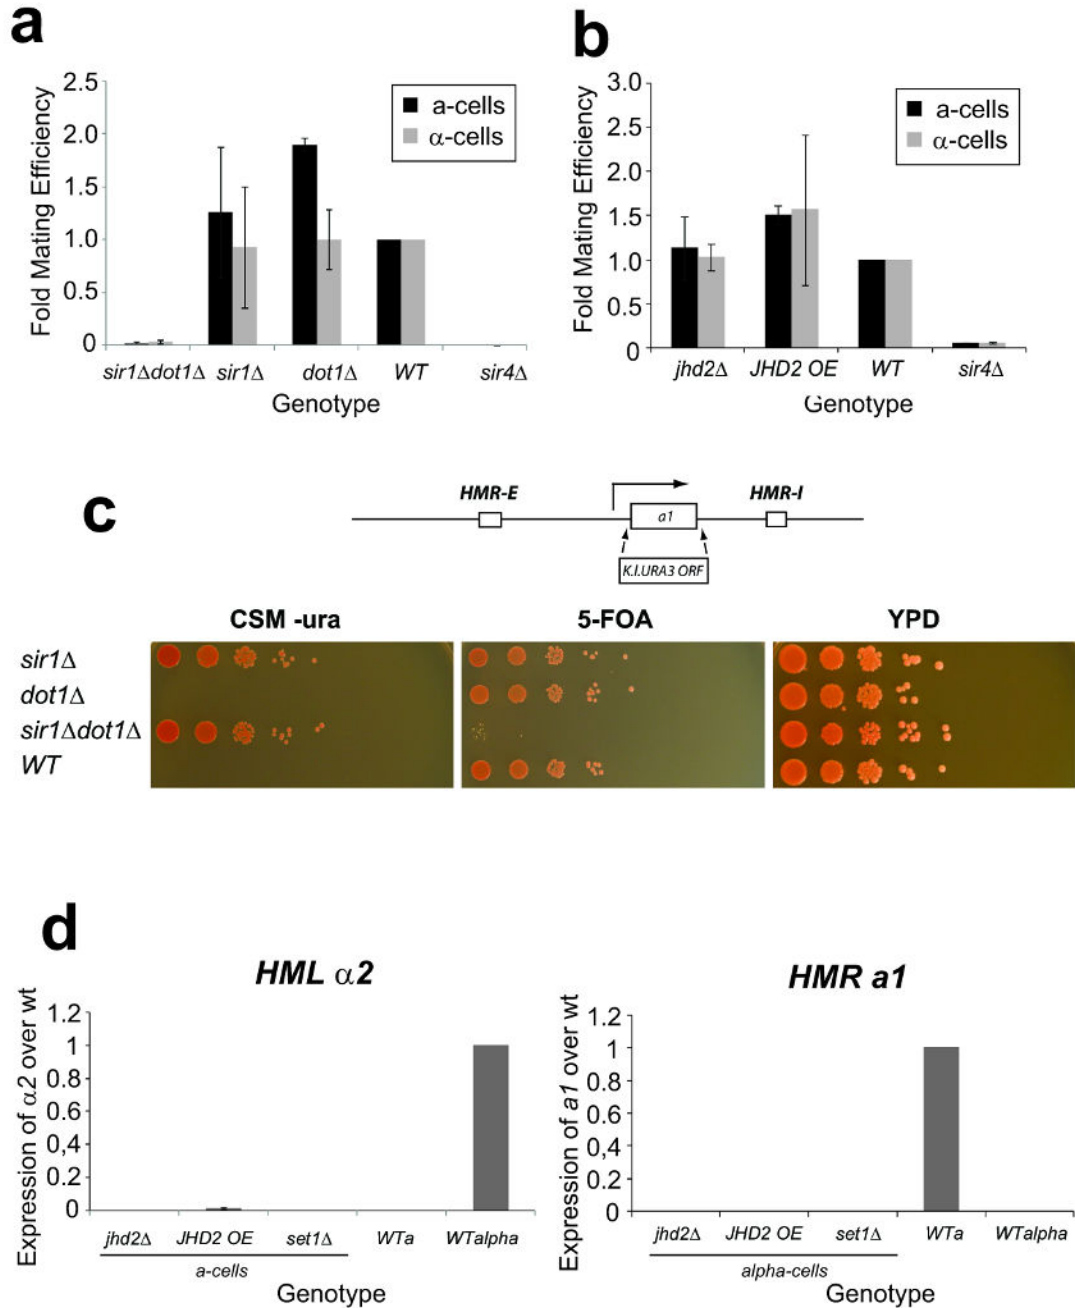 a
2.5
2.0
1.5
1.0
0.5
0
Fold Mating Efficiency
a-cells
α-cells
sir1Δdot1Δ sir1Δ dot1Δ WT sir4Δ
Genotype
b
3.0
2.5
2.0
1.5
1.0
0.5
0
Fold Mating Efficiency
a-cells
α-cells
jhd2Δ JHD2 OE WT sir4Δ
Genotype
c
HMR-E HMR-I
a1
K.I.URA3 ORF
CSM -ura 5-FOA YPD
sir1Δ
dot1Δ
sir1Δdot1Δ
WT
d
HML α2
1.2
1
0.8
0.6
0,4
0.2
0
Expression of α2 over wt
jhd2Δ JHD2 OE set1Δ WTa WTalpha
a-cells
Genotype
HMR a1
1.2
1
0.8
0.6
0,4
0.2
0
Expression of a1 over wt
jhd2Δ JHD2 OE set1Δ WTa WTalpha
alpha-cells
Genotype